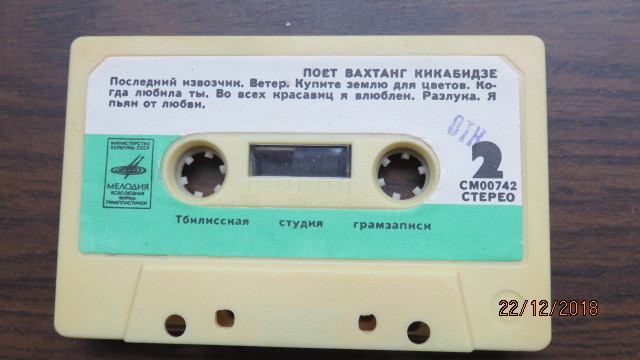 ПОЕТ ВАХТАНГ КИКАБИДЗЕ
Последний извозчик. Ветер. Купите землю для цветов. Ко-
гда любила ты. Во всех красавиц я влюблен. Разлука. Я
пьян от любви.
ОТН
МИНИСТЕРСТВО
КУЛЬТУРЫ СССР
МЕЛОДИЯ
ВСЕСОЮЗНАЯ
ФИРМА
ГРАМПЛАСТИНОК
2
СМ00742
СТЕРЕО
Тбилисская студия грамзаписи
22/12/2018